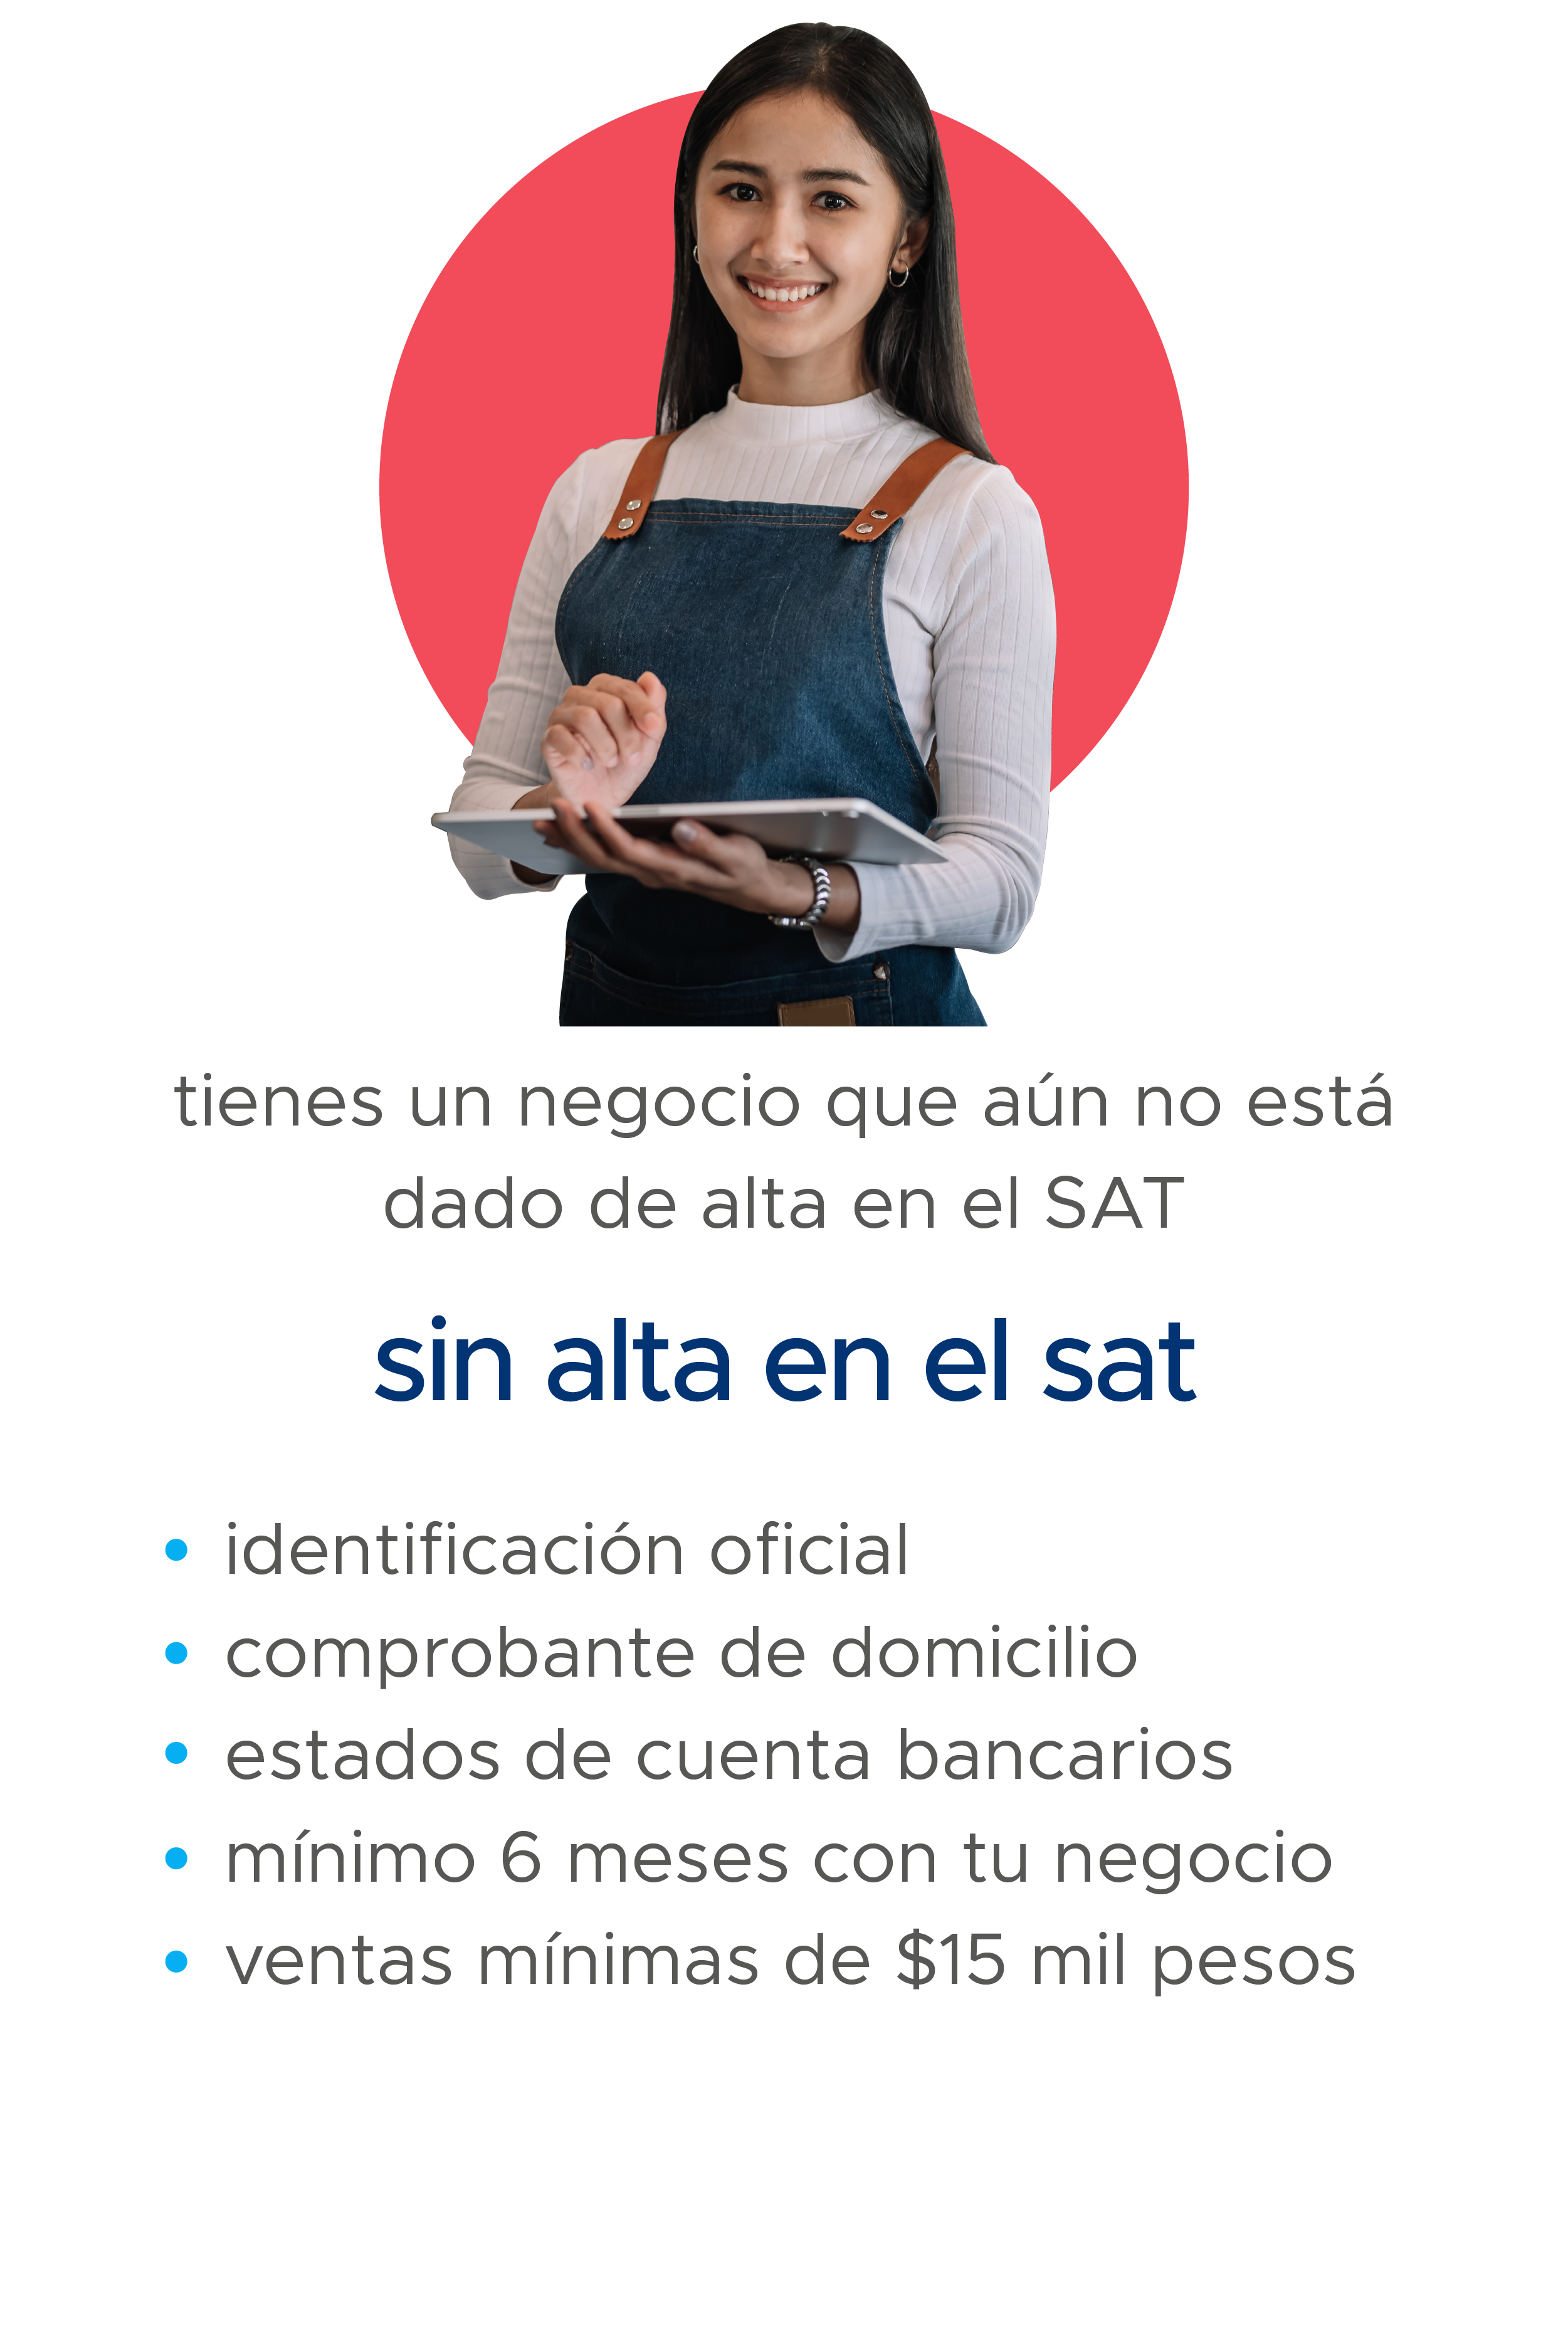 tienes un negocio que aún no está
dado de alta en el SAT
sin alta en el sat
• identificación oficial
• comprobante de domicilio
• estados de cuenta bancarios
• mínimo 6 meses con tu negocio
• ventas mínimas de $15 mil pesos